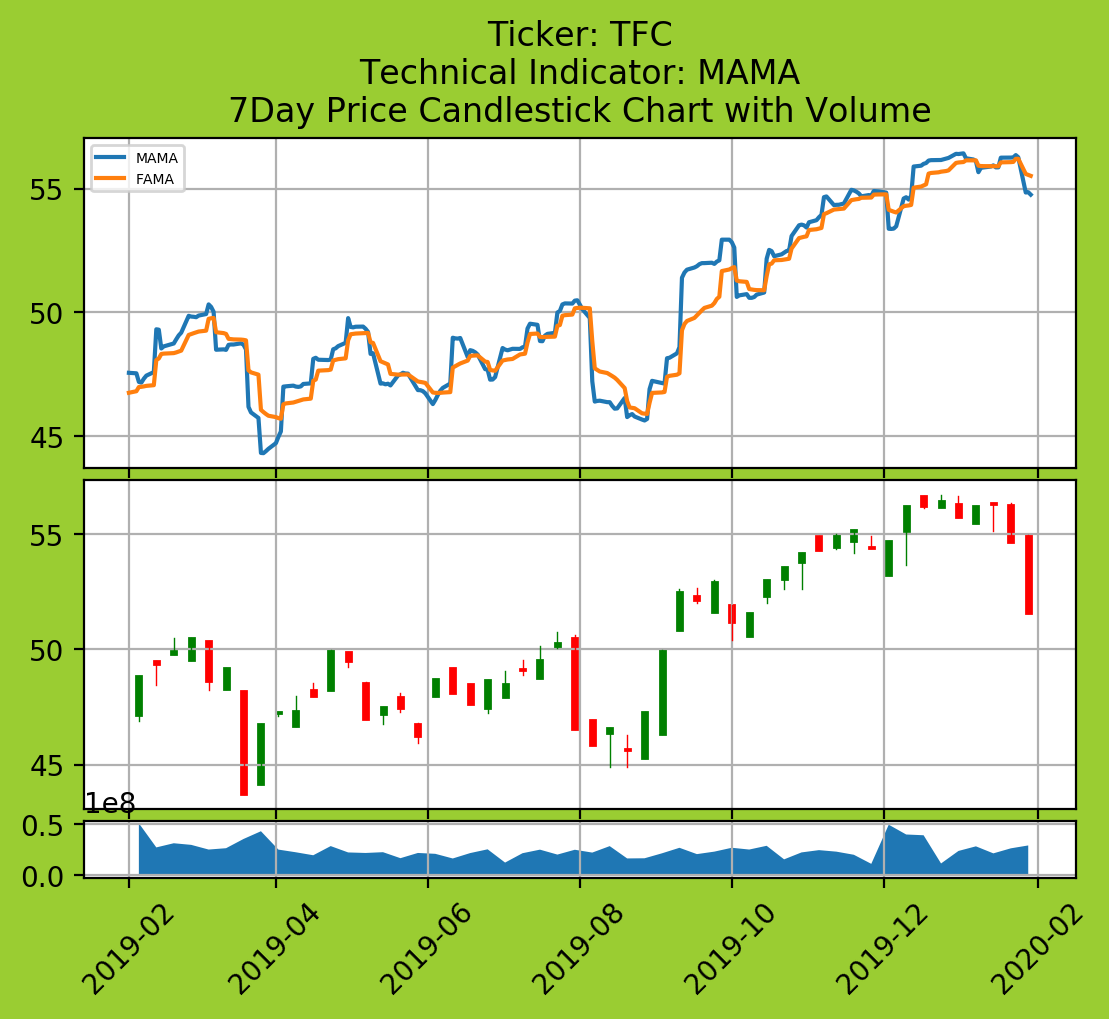 Ticker: TFC
Technical Indicator: MAMA
7Day Price Candlestick Chart with Volume
MAMA
FAMA
55
50
45
55
50
45
1e8
0.5
0.0
2019-02
2019-04
2019-06
2019-08
2019-10
2019-12
2020-02